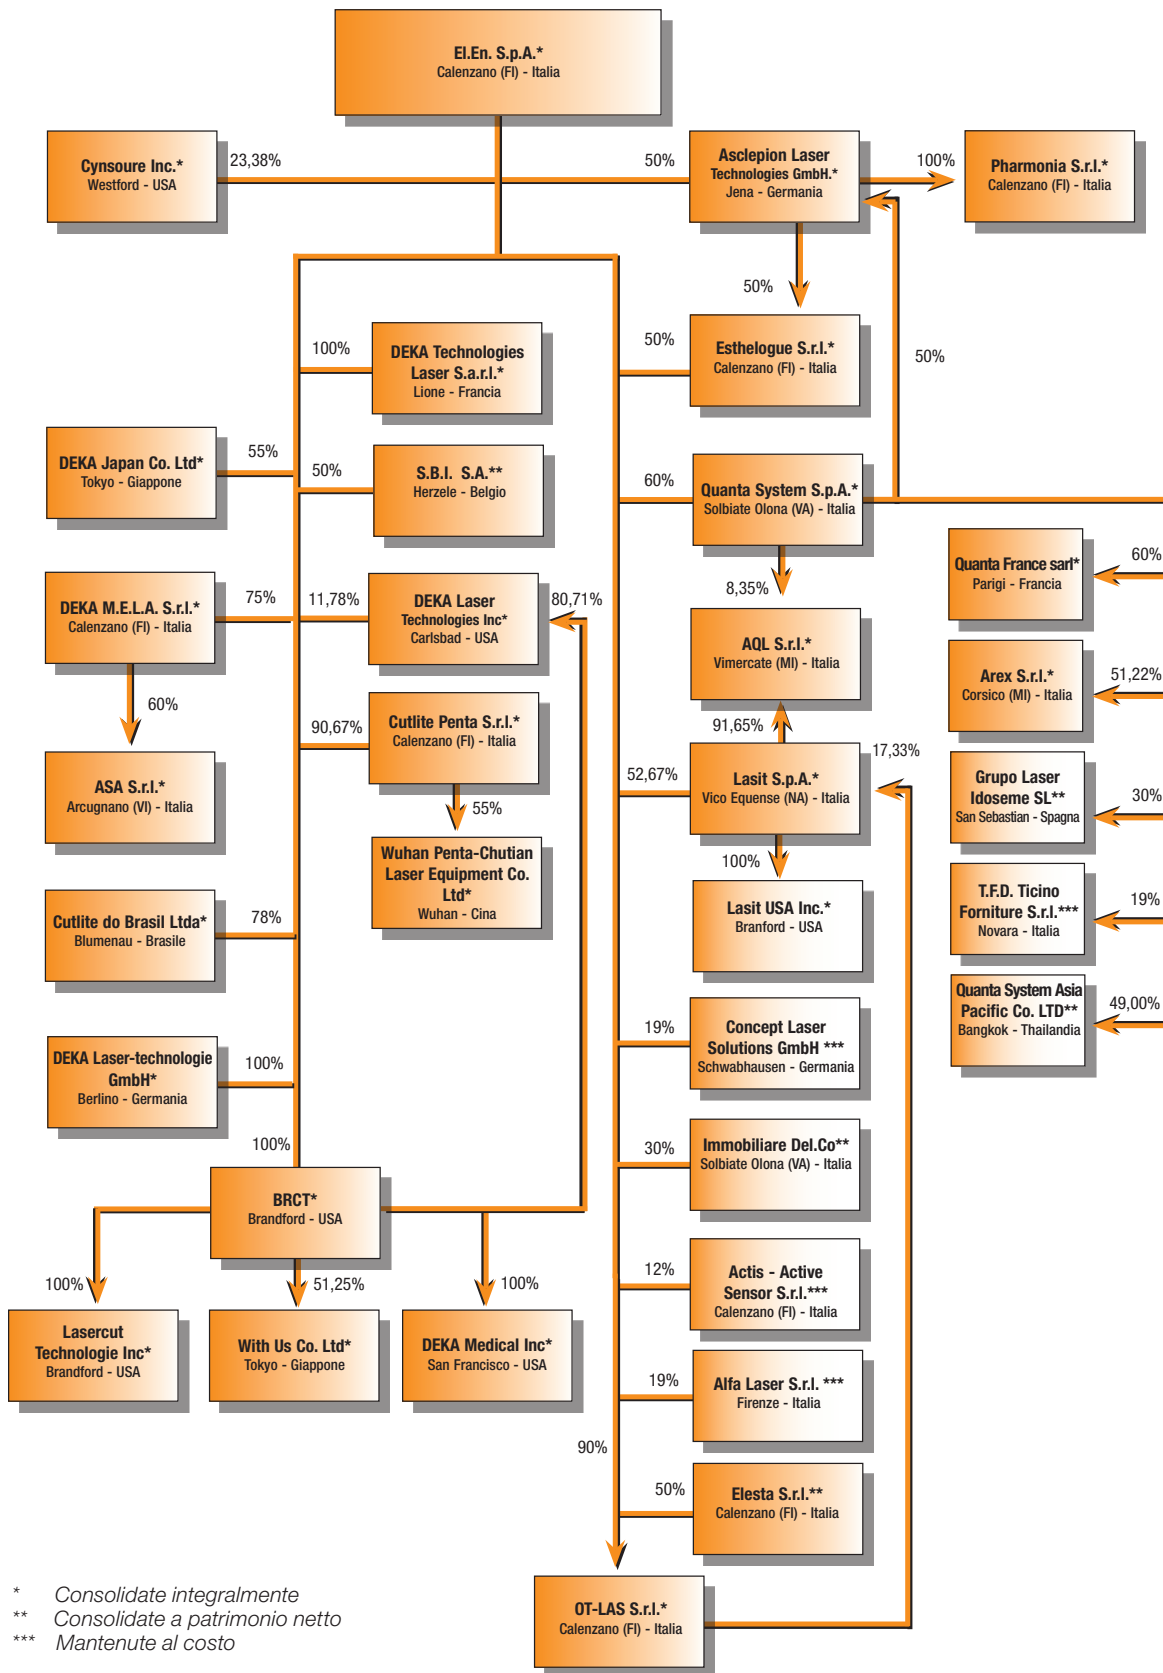 El.En. S.p.A.*
Calenzano (FI) - Italia
Cynsoure Inc.*
Westford - USA
23,38%
50%
Asclepion Laser
Technologies GmbH.*
Jena - Germania
100%
Pharmonia S.r.l.*
Calenzano (FI) - Italia
50%
100%
DEKA Technologies
Laser S.a.r.l.*
Lione - Francia
50%
Esthelogue S.r.l.*
Calenzano (FI) - Italia
50%
DEKA Japan Co. Ltd*
Tokyo - Giappone
55%
50%
S.B.I. S.A.**
Herzele - Belgio
60%
Quanta System S.p.A.*
Solbiate Olona (VA) - Italia
8,35%
Quanta France sarl*
Parigi - Francia
60%
DEKA M.E.L.A. S.r.l.*
Calenzano (FI) - Italia
75%
11,78%
DEKA Laser
Technologies Inc*
Carlsbad - USA
80,71%
AQL S.r.l.*
Vimercate (MI) - Italia
Arex S.r.l.*
Corsico (MI) - Italia
51,22%
60%
90,67%
Cutlite Penta S.r.l.*
Calenzano (FI) - Italia
91,65%
17,33%
ASA S.r.l.*
Arcugnano (VI) - Italia
52,67%
Lasit S.p.A.*
Vico Equense (NA) - Italia
Grupo Laser
Idoseme SL**
San Sebastian - Spagna
30%
55%
Wuhan Penta-Chutian
Laser Equipment Co.
Ltd*
Wuhan - Cina
100%
Lasit USA Inc.*
Branford - USA
T.F.D. Ticino
Forniture S.r.l.***
Novara - Italia
19%
Cutlite do Brasil Ltda*
Blumenau - Brasile
78%
Quanta System Asia
Pacific Co. LTD**
Bangkok - Thailandia
49,00%
19%
Concept Laser
Solutions GmbH ***
Schwabhausen - Germania
DEKA Laser-technologie
GmbH*
Berlino - Germania
100%
100%
30%
Immobiliare Del.Co**
Solbiate Olona (VA) - Italia
BRCT*
Brandford - USA
12%
Actis - Active
Sensor S.r.l.***
Calenzano (FI) - Italia
100%
51,25%
100%
Lasercut
Technologie Inc*
Brandford - USA
With Us Co. Ltd*
Tokyo - Giappone
DEKA Medical Inc*
San Francisco - USA
19%
Alfa Laser S.r.l. ***
Firenze - Italia
90%
50%
Elesta S.r.l.**
Calenzano (FI) - Italia
OT-LAS S.r.l.*
Calenzano (FI) - Italia
* Consolidate integralmente
** Consolidate a patrimonio netto
*** Mantenute al costo